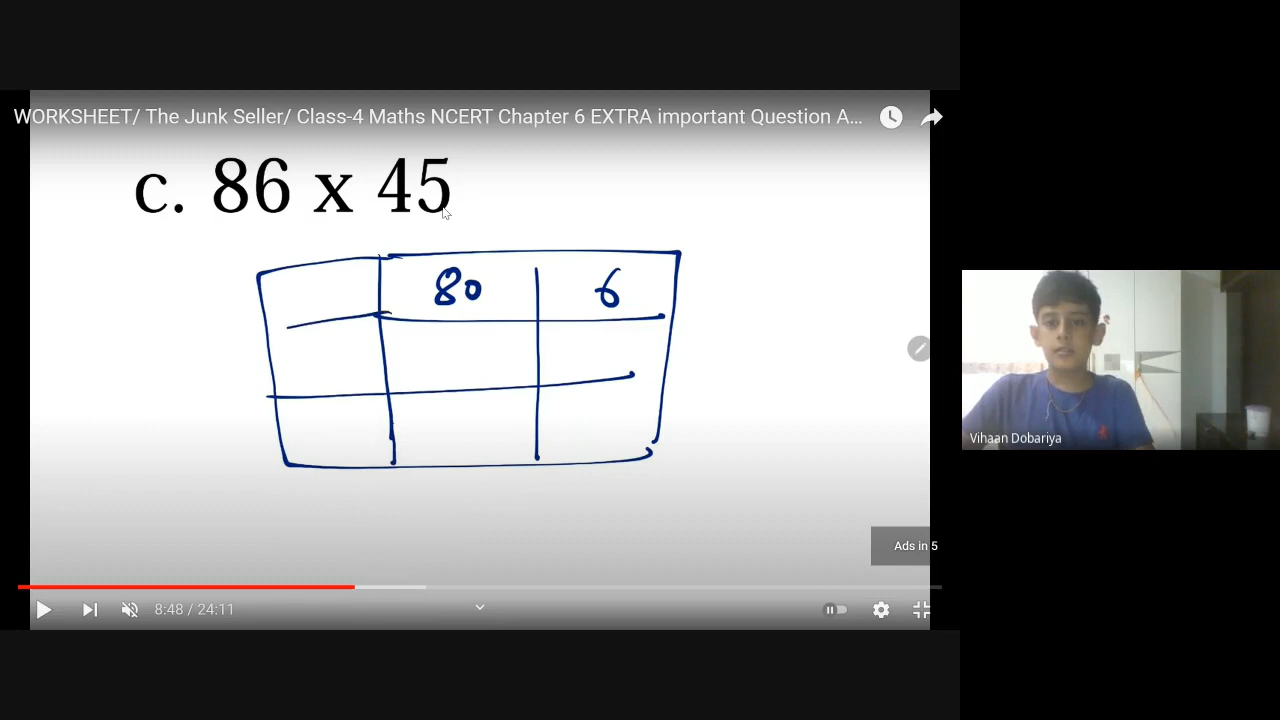 WORKSHEET/ The Junk Seller/ Class-4 Maths NCERT Chapter 6 EXTRA important Question A...
c. 86 x 45
80 6
Vihaan Dobariya
Ads in 5
8:48 / 24:11